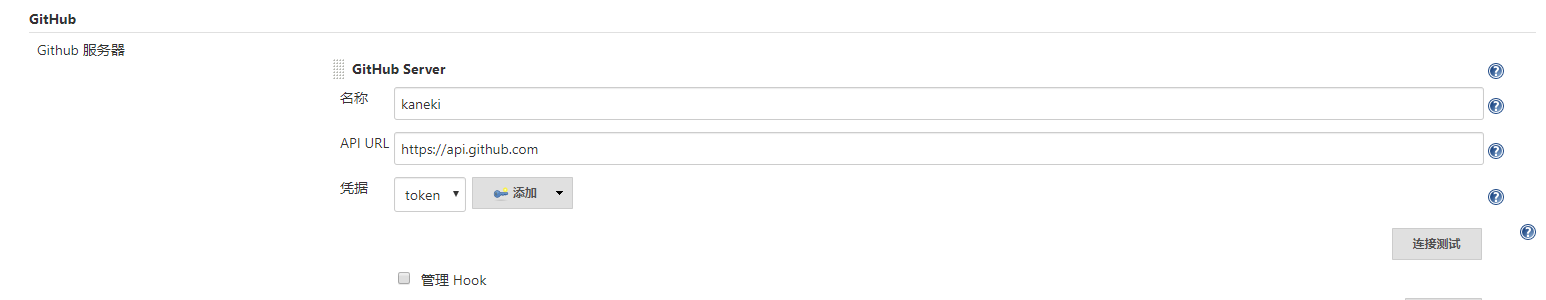 GitHub
Github 服务器
GitHub Server
名称
kaneki
API URL
https://api.github.com
凭据
token
添加
连接测试
管理 Hook